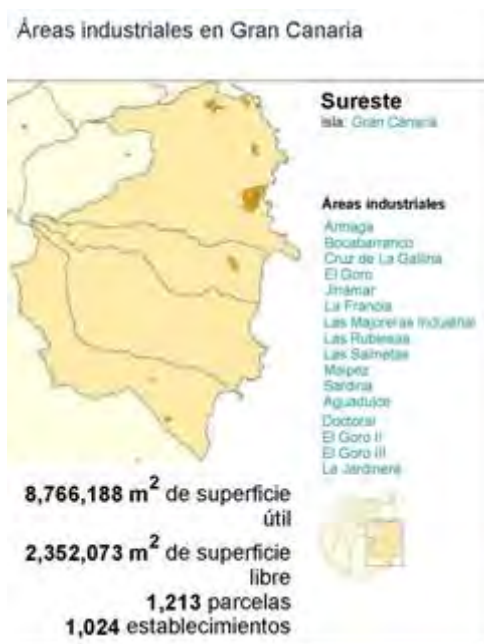 Áreas industriales en Gran Canaria
Sureste
Isla: Gran Canaria
Áreas industriales
Arinaga
Bocabarranco
Cruz de La Gallina
El Goro
Jinámar
La Francia
Las Majoreras Industrial
Las Rubiesas
Las Salinetas
Maipez
Sardina
Aguadulce
Doctoral
El Goro II
El Goro III
La Jardinera
8,766,188 m² de superficie
útil
2,352,073 m² de superficie
libre
1,213 parcelas
1,024 establecimientos